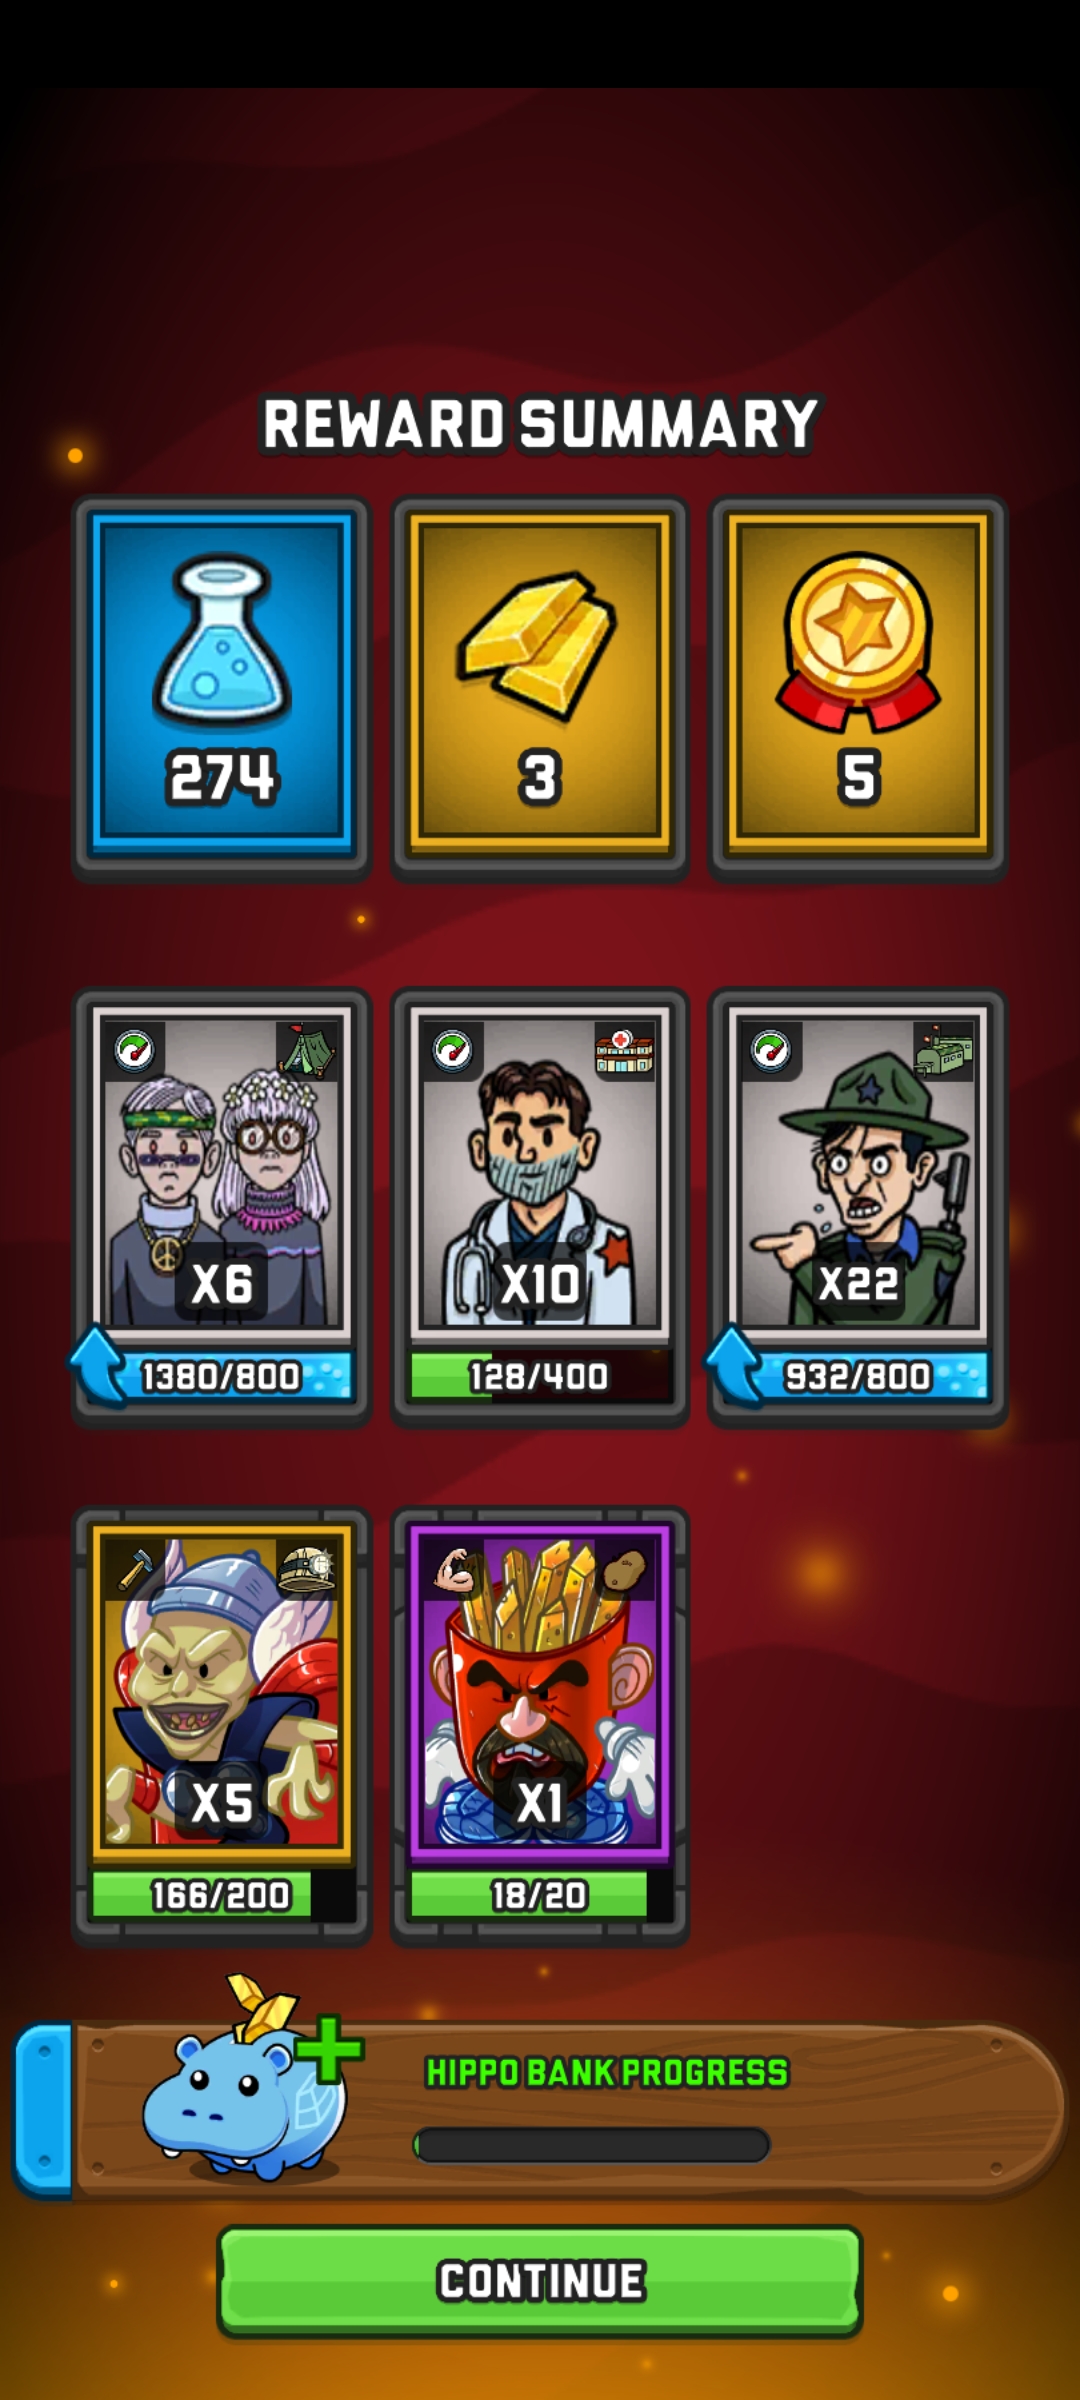 REWARD SUMMARY
274
3
5
X6
X10
X22
1380/800
128/400
932/800
X5
X1
166/200
18/20
HIPPO BANK PROGRESS
CONTINUE